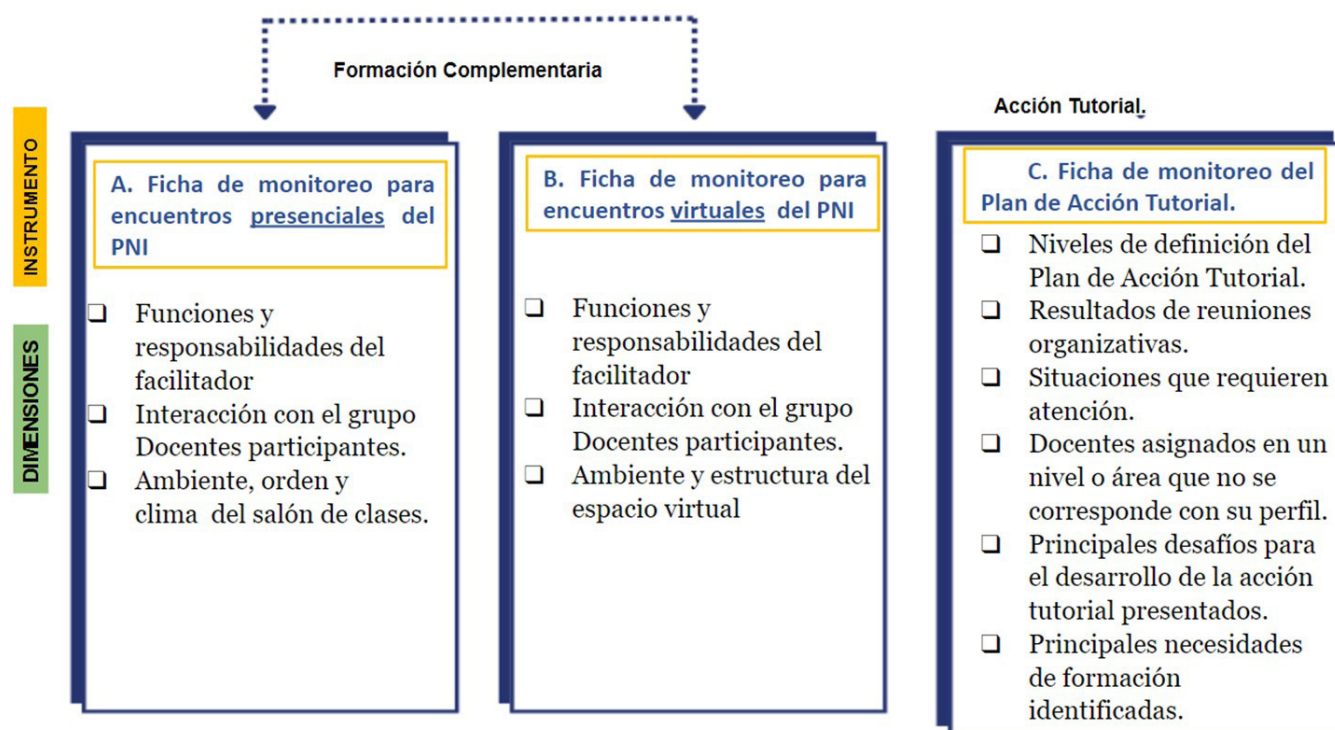 Formación Complementaria
Acción Tutorial.
INSTRUMENTO
DIMENSIONES
A. Ficha de monitoreo para
encuentros presenciales del
PNI
❑ Funciones y
responsabilidades del
facilitador
❑ Interacción con el grupo
Docentes participantes.
❑ Ambiente, orden y
clima del salón de clases.
B. Ficha de monitoreo para
encuentros virtuales del PNI
❑ Funciones y
responsabilidades del
facilitador
❑ Interacción con el grupo
Docentes participantes.
❑ Ambiente y estructura del
espacio virtual
C. Ficha de monitoreo del
Plan de Acción Tutorial.
❑ Niveles de definición del
Plan de Acción Tutorial.
❑ Resultados de reuniones
organizativas.
❑ Situaciones que requieren
atención.
❑ Docentes asignados en un
nivel o área que no se
corresponde con su perfil.
❑ Principales desafíos para
el desarrollo de la acción
tutorial presentados.
❑ Principales necesidades
de formación
identificadas.